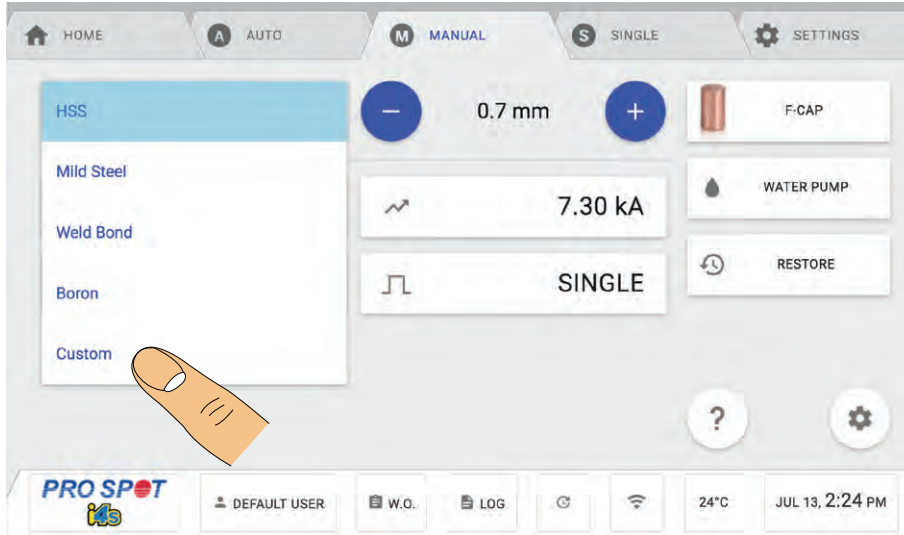 HOME
A AUTO
M MANUAL
S SINGLE
SETTINGS
HSS
Mild Steel
Weld Bond
Boron
Custom
− 0.7 mm +
7.30 kA
SINGLE
F-CAP
WATER PUMP
RESTORE
?
PRO SPOT
i4s
DEFAULT USER
W.O.
LOG
24°C
JUL 13, 2:24 PM